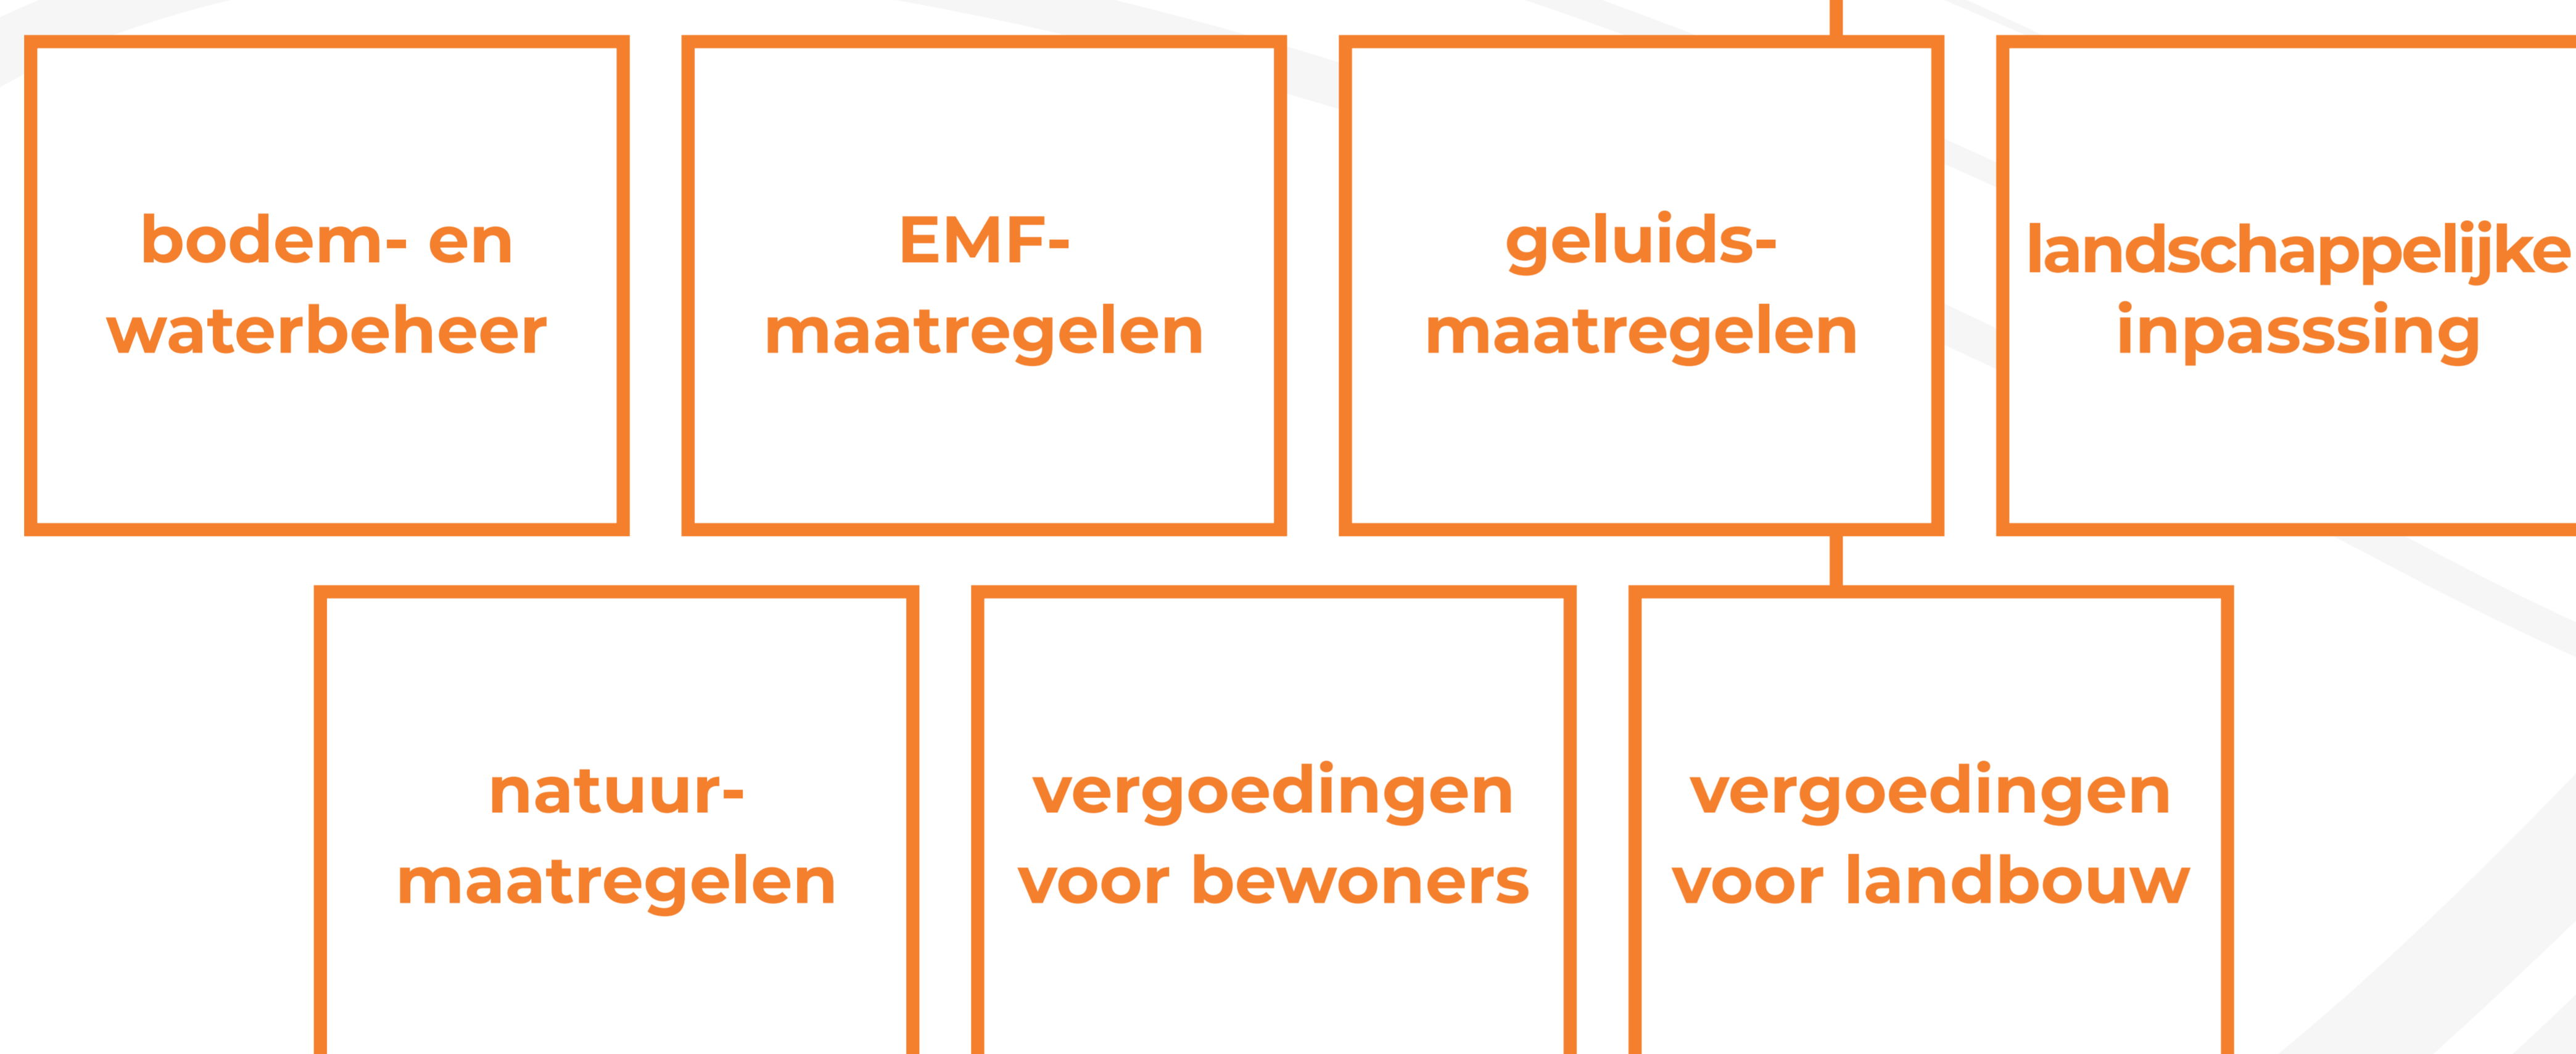 bodem- en
waterbeheer
EMF-
maatregelen
geluids-
maatregelen
landschappelijke
inpasssing
natuur-
maatregelen
vergoedingen
voor bewoners
vergoedingen
voor landbouw